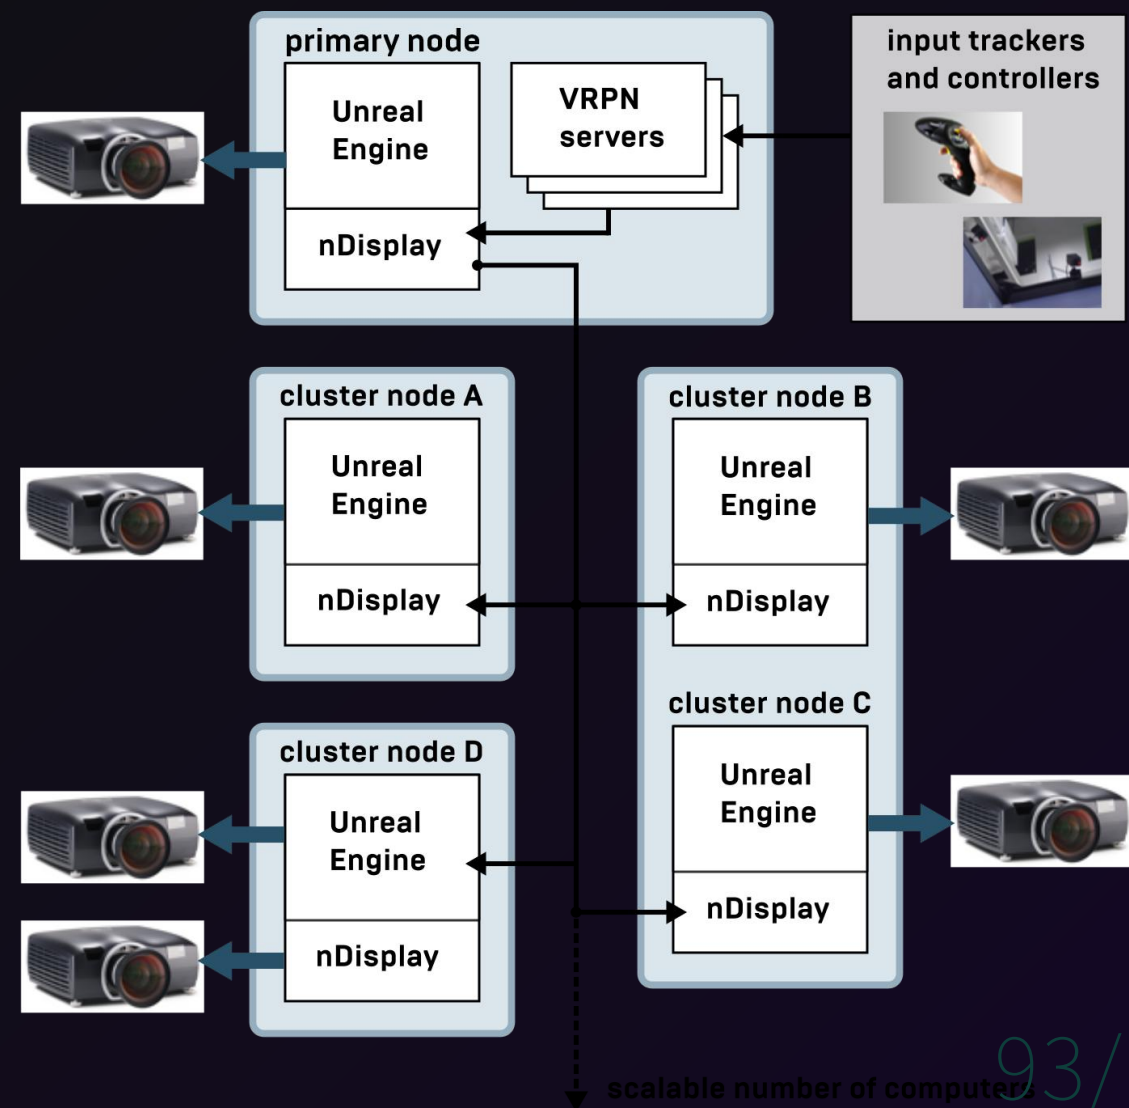 primary node
Unreal
Engine
nDisplay
VRPN
servers
input trackers
and controllers
cluster node A
Unreal
Engine
nDisplay
cluster node B
Unreal
Engine
nDisplay
cluster node C
Unreal
Engine
nDisplay
cluster node D
Unreal
Engine
nDisplay
scalable number of computers
93/